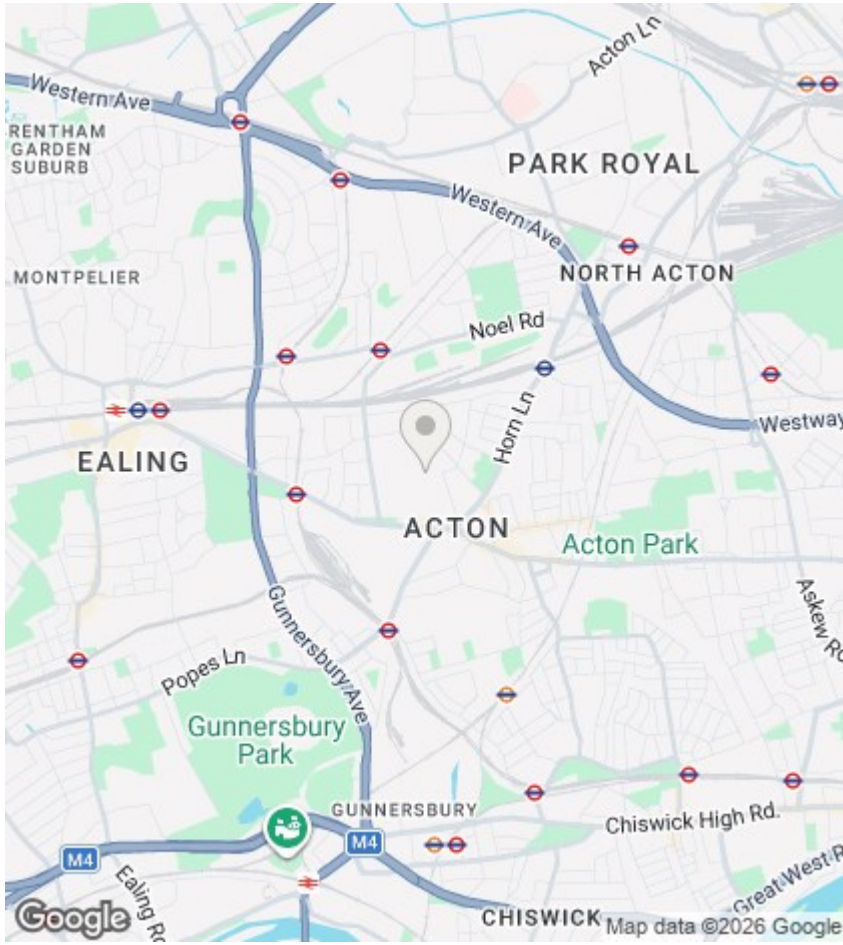 Acton Ln
Western Ave
RENTHAM
GARDEN
SUBURB
PARK ROYAL
Western Ave
MONTPELIER
NORTH ACTON
Noel Rd
Horn Ln
Westway
EALING
ACTON
Acton Park
Askew Ro
Gunnersbury Ave
Popes Ln
Gunnersbury
Park
GUNNERSBURY
Chiswick High Rd.
M4
M4
Ealing Ro
Great West R
CHISWICK
Google
Map data ©2026 Google